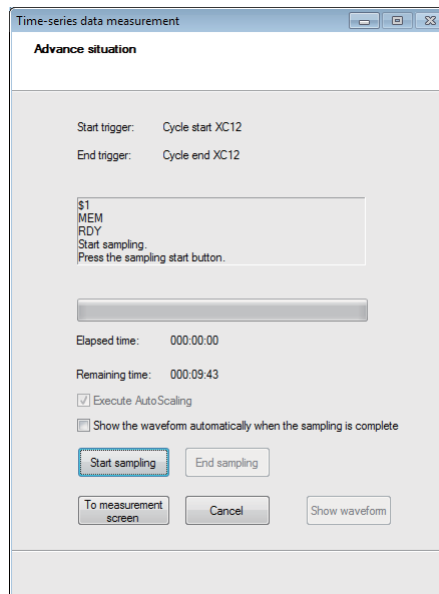 Time-series data measurement
Advance situation
Start trigger: Cycle start XC12
End trigger: Cycle end XC12
$1
MEM
RDY
Start sampling.
Press the sampling start button.
Elapsed time: 000:00:00
Remaining time: 000:09:43
Execute AutoScaling
Show the waveform automatically when the sampling is complete
Start sampling End sampling
To measurement
screen
Cancel
Show waveform